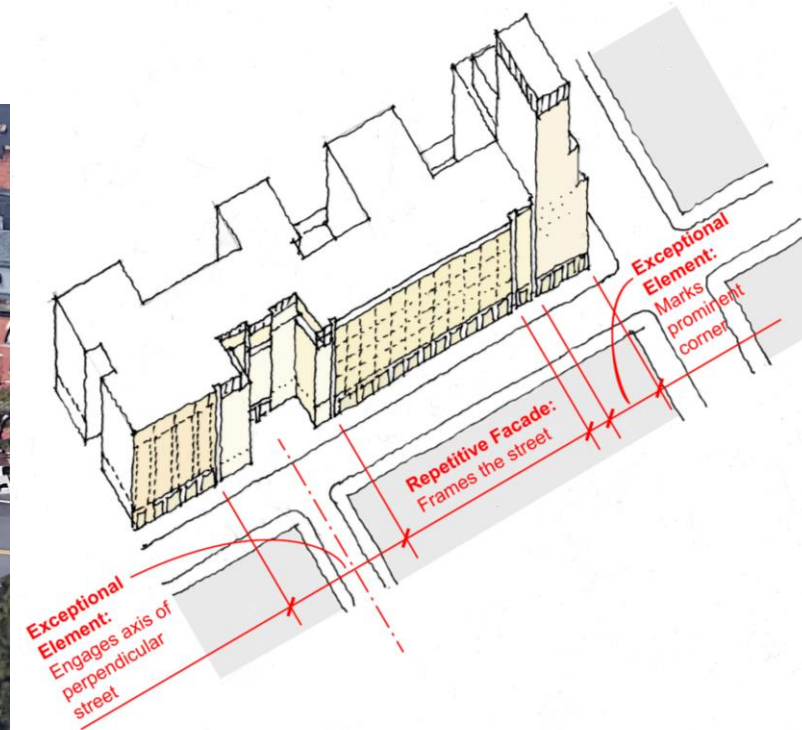 Exceptional
Element:
Marks
prominent
corner
Repetitive Facade:
Frames the street
Exceptional
Element:
Engages axis of
perpendicular
street